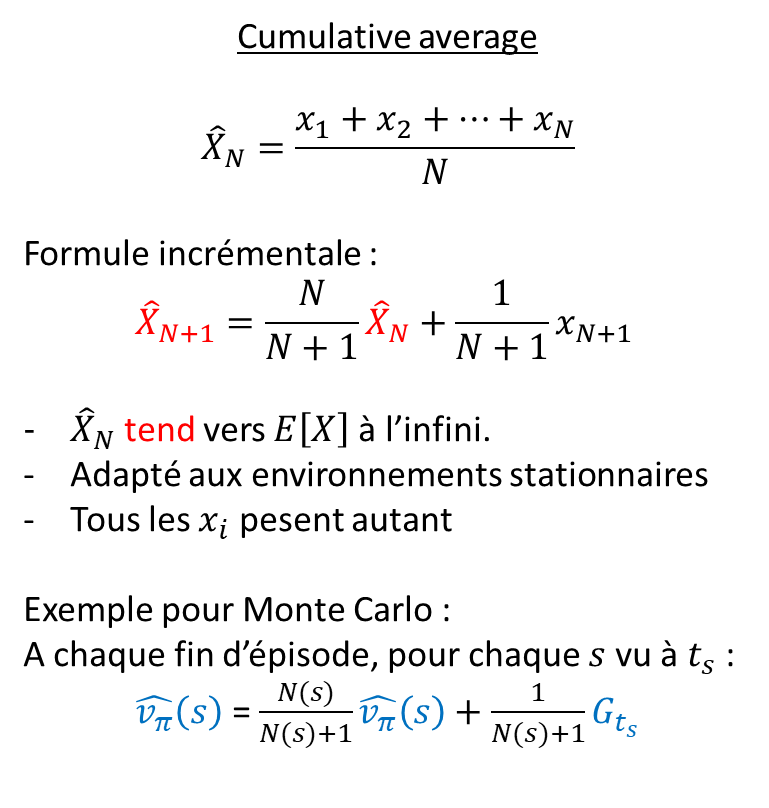 Cumulative average
X̂_N = (x_1 + x_2 + ⋯ + x_N) / N
Formule incrémentale :
X̂_{N+1} = N/(N + 1) X̂_N + 1/(N + 1) x_{N+1}
- X̂_N tend vers E[X] à l’infini.
- Adapté aux environnements stationnaires
- Tous les x_i pesent autant
Exemple pour Monte Carlo :
A chaque fin d’épisode, pour chaque s vu à t_s :
v̂_π(s) = N(s)/(N(s)+1) v̂_π(s) + 1/(N(s)+1) G_{t_s}